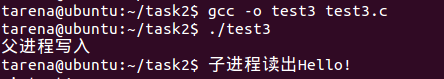 tarena@ubuntu:~/task2$ gcc -o test3 test3.c
tarena@ubuntu:~/task2$ ./test3
父进程写入
tarena@ubuntu:~/task2$ 子进程读出Hello!